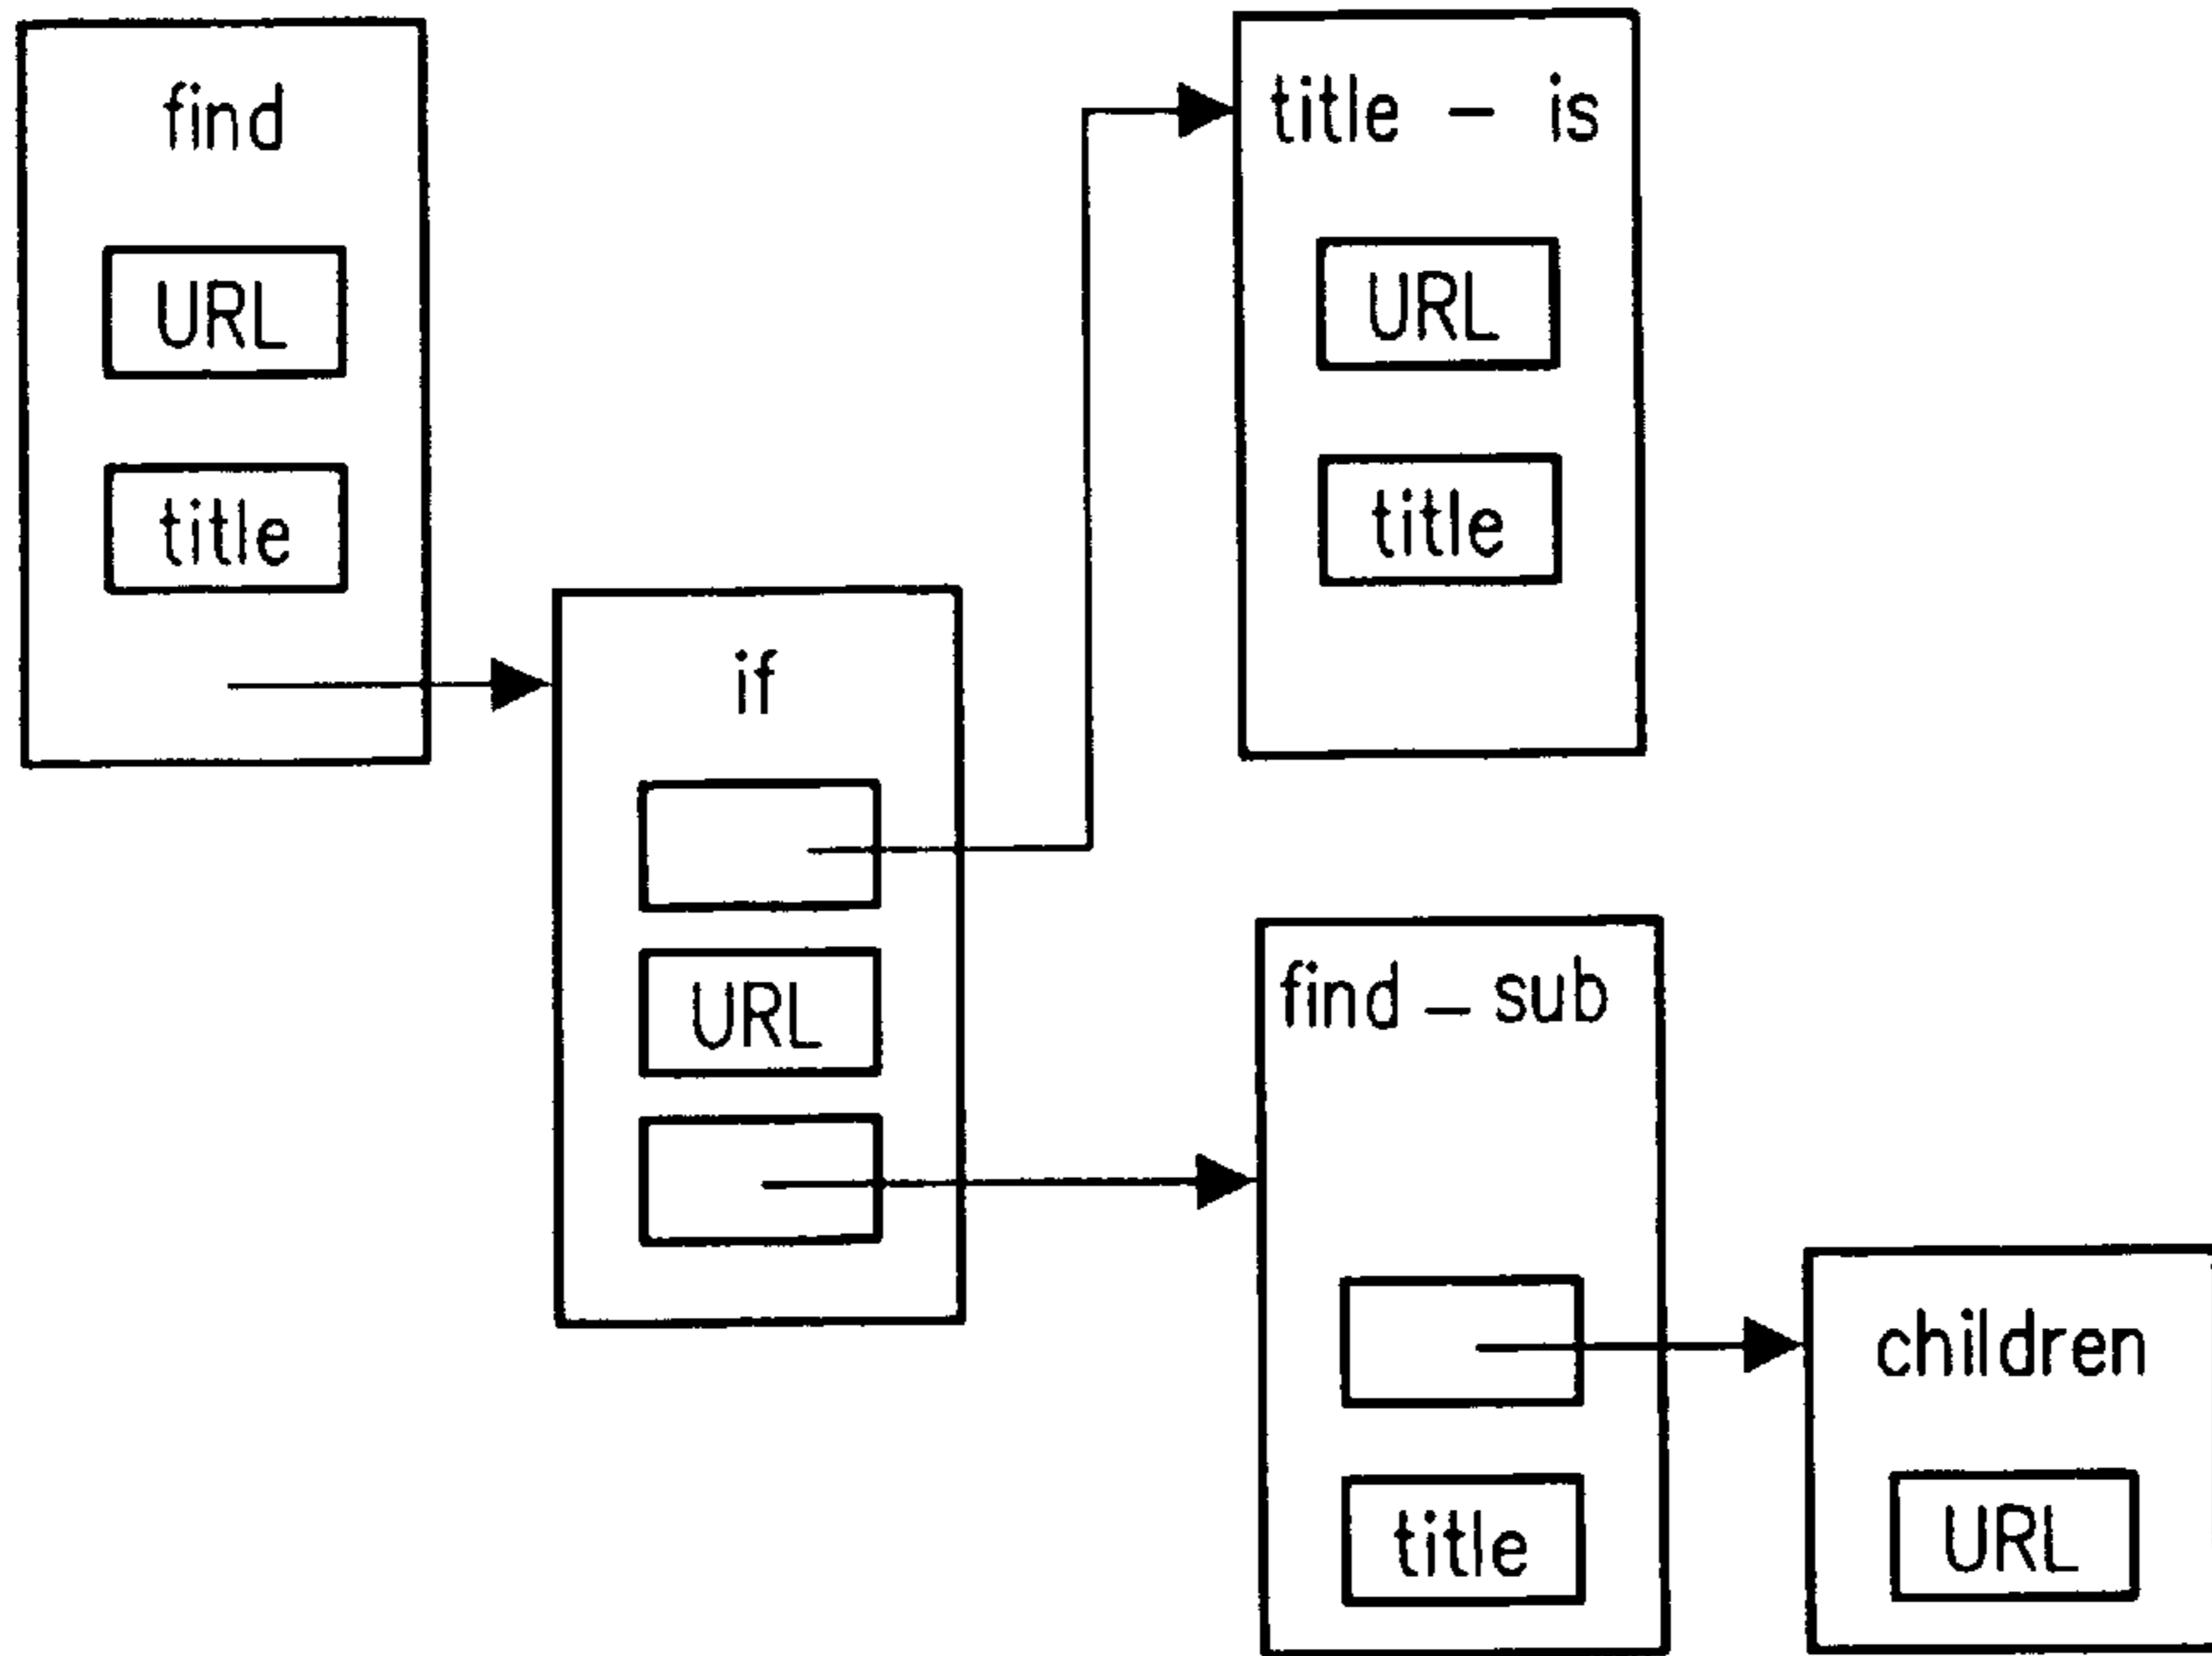 find
URL
title
if
URL
title - is
URL
title
find - sub
title
children
URL